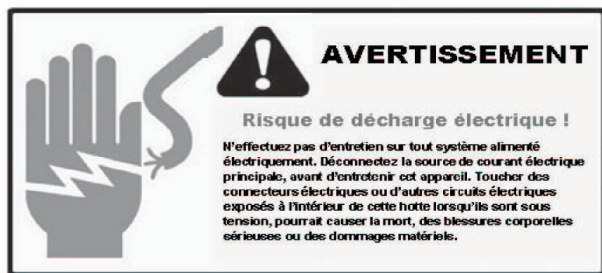 AVERTISSEMENT
Risque de décharge électrique !
N'effectuez pas d'entretien sur tout système alimenté
électriquement. Déconnectez la source de courant électrique
principale, avant d'entretenir cet appareil. Toucher des
connecteurs électriques ou d'autres circuits électriques
exposés à l'intérieur de cette hotte lorsqu'ils sont sous
tension, pourrait causer la mort, des blessures corporelles
sérieuses ou des dommages matériels.